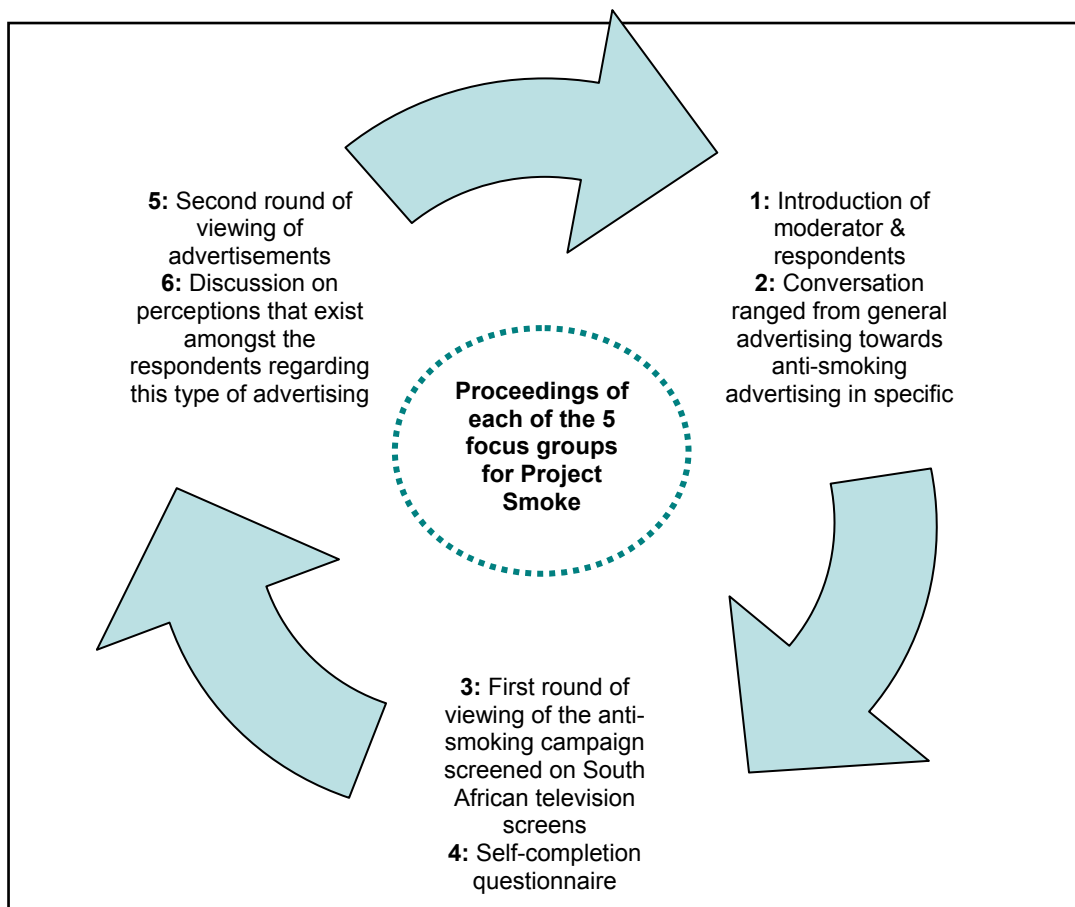 1: Introduction of
moderator &
respondents
2: Conversation
ranged from general
advertising towards
anti-smoking
advertising in specific
3: First round of
viewing of the anti-
smoking campaign
screened on South
African television
screens
4: Self-completion
questionnaire
5: Second round of
viewing of
advertisements
6: Discussion on
perceptions that exist
amongst the
respondents regarding
this type of advertising
Proceedings of
each of the 5
focus groups
for Project
Smoke